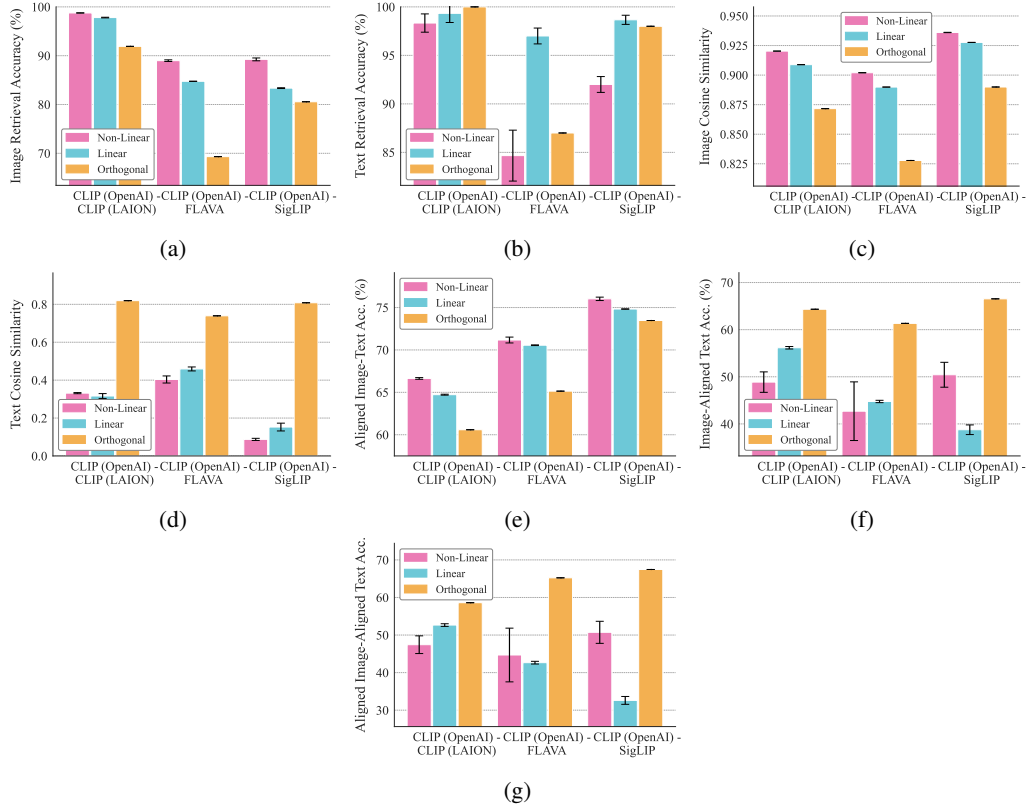 Image Retrieval Accuracy (%)
100
90
80
70
Non-Linear
Linear
Orthogonal
CLIP (OpenAI) -CLIP (OpenAI) -CLIP (OpenAI) -
CLIP (LAION) FLAVA SigLIP
(a)
Text Retrieval Accuracy (%)
100
95
90
85
Non-Linear
Linear
Orthogonal
CLIP (OpenAI) -CLIP (OpenAI) -CLIP (OpenAI) -
CLIP (LAION) FLAVA SigLIP
(b)
Image Cosine Similarity
0.950
0.925
0.900
0.875
0.850
0.825
Non-Linear
Linear
Orthogonal
CLIP (OpenAI) -CLIP (OpenAI) -CLIP (OpenAI) -
CLIP (LAION) FLAVA SigLIP
(c)
Text Cosine Similarity
0.8
0.6
0.4
0.2
0.0
Non-Linear
Linear
Orthogonal
CLIP (OpenAI) -CLIP (OpenAI) -CLIP (OpenAI) -
CLIP (LAION) FLAVA SigLIP
(d)
Aligned Image-Text Acc. (%)
75
70
65
60
Non-Linear
Linear
Orthogonal
CLIP (OpenAI) - CLIP (OpenAI) - CLIP (OpenAI) -
CLIP (LAION) FLAVA SigLIP
(e)
Image-Aligned Text Acc. (%)
70
60
50
40
Non-Linear
Linear
Orthogonal
CLIP (OpenAI) - CLIP (OpenAI) - CLIP (OpenAI) -
CLIP (LAION) FLAVA SigLIP
(f)
Aligned Image-Aligned Text Acc.
70
60
50
40
30
Non-Linear
Linear
Orthogonal
CLIP (OpenAI) - CLIP (OpenAI) - CLIP (OpenAI) -
CLIP (LAION) FLAVA SigLIP
(g)